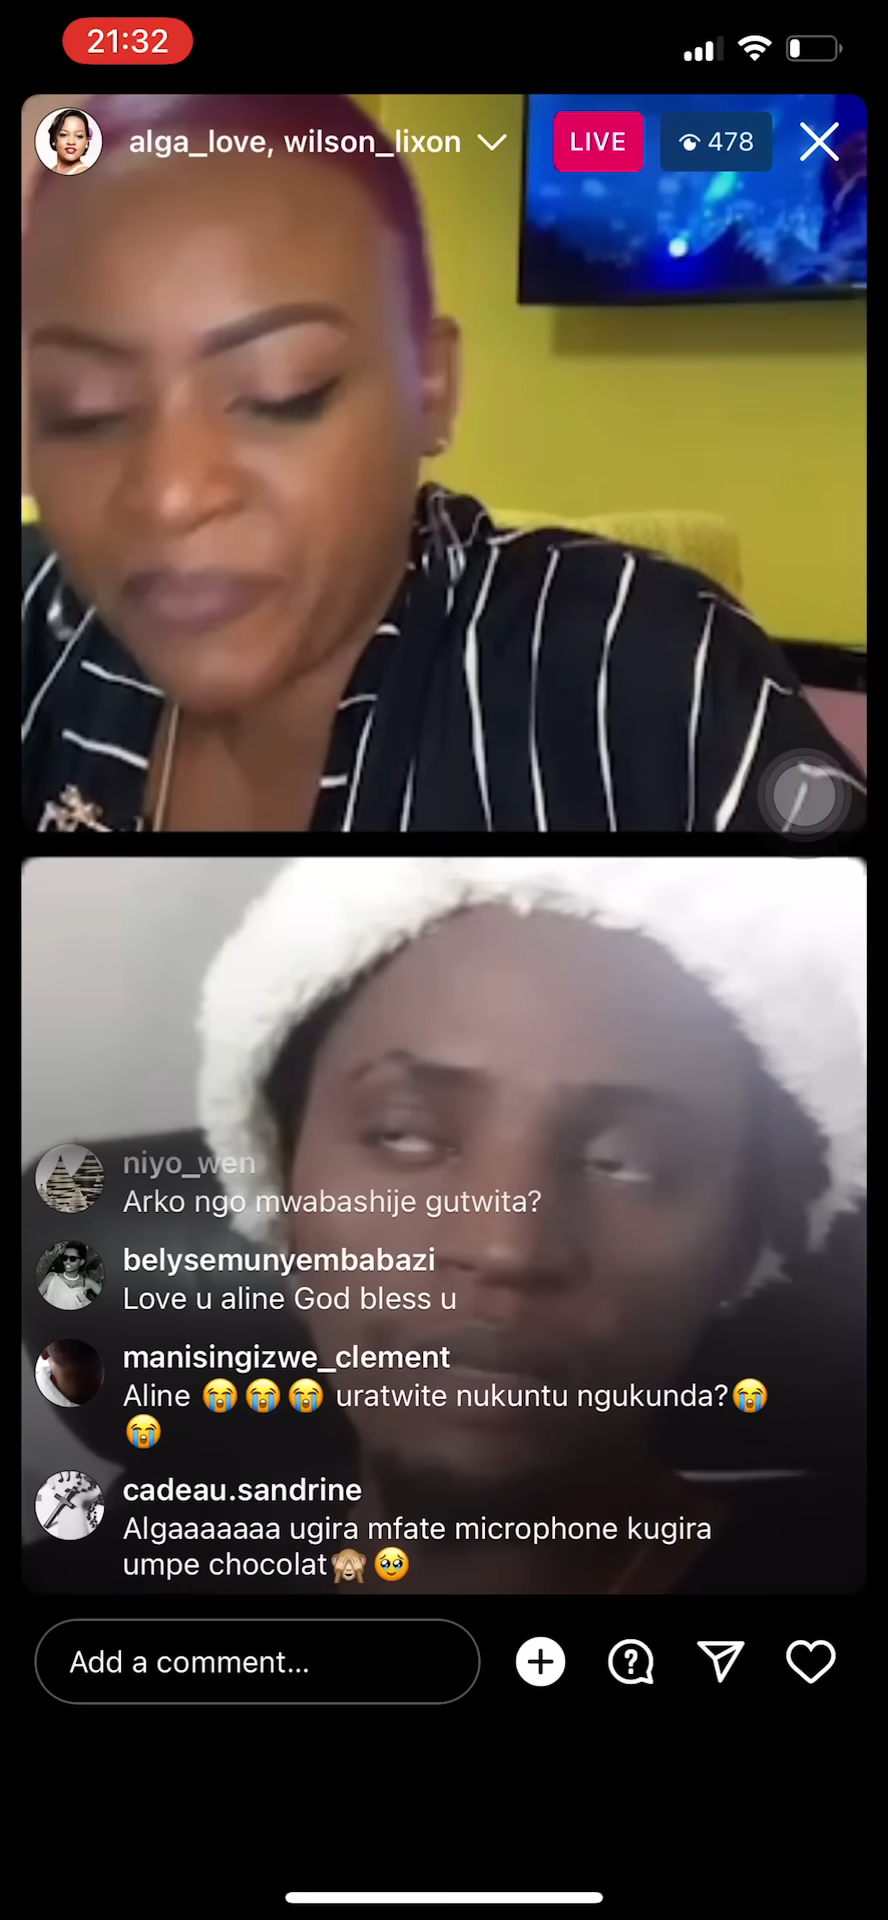 21:32
alga_love, wilson_lixon
LIVE
478
niyo_wen
Arko ngo mwabashije gutwita?
belysemunyembabazi
Love u aline God bless u
manisingizwe_clement
Aline 😭😭😭 uratwite nukuntu ngukunda?😭
😭
cadeau.sandrine
Algaaaaaaa ugira mfate microphone kugira
umpe chocolat🙈🥹
Add a comment...